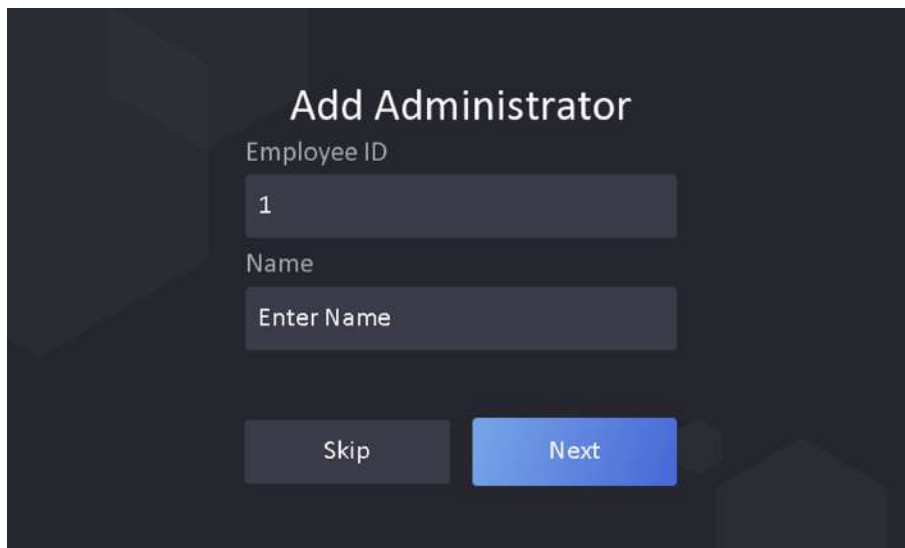 Add Administrator
Employee ID
1
Name
Enter Name
Skip
Next